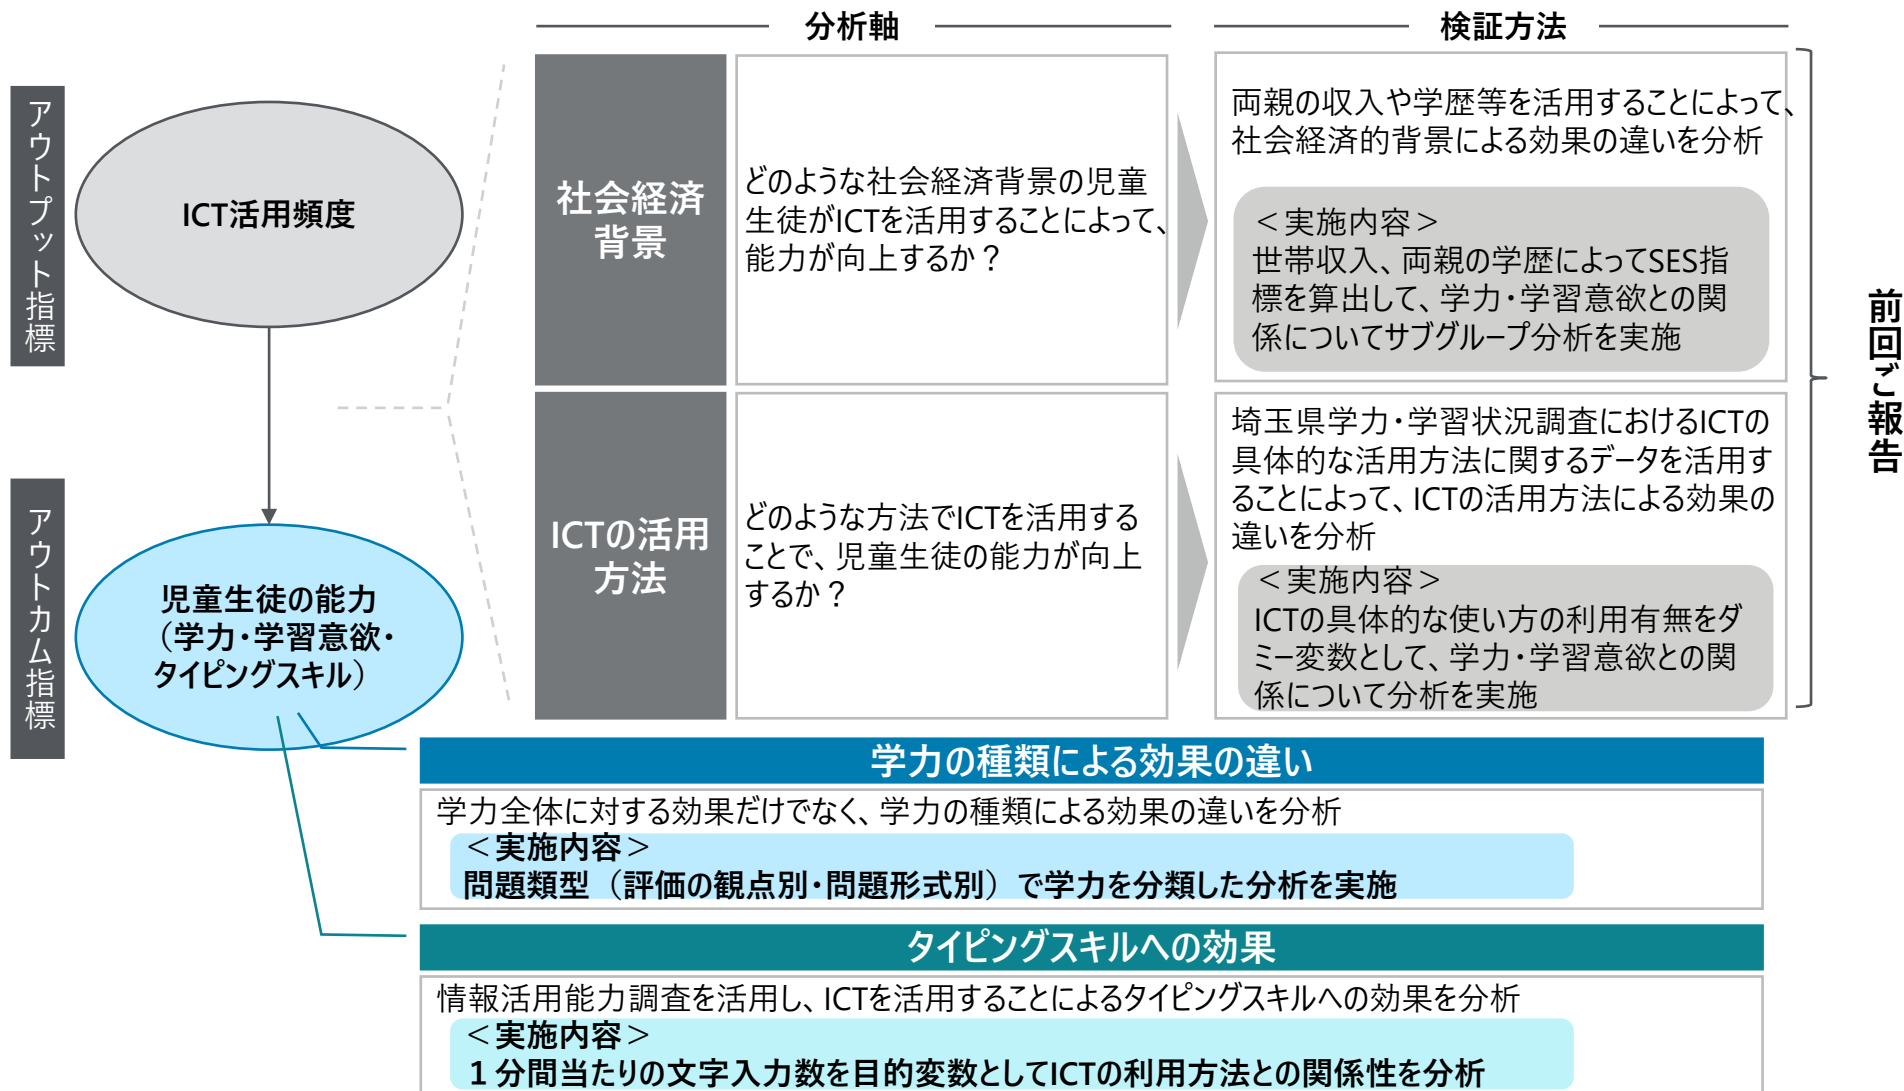 分析軸
検証方法
アウトプット指標
ICT活用頻度
社会経済
背景
どのような社会経済背景の児童
生徒がICTを活用することによって、
能力が向上するか？
両親の収入や学歴等を活用することによって、
社会経済的背景による効果の違いを分析
＜実施内容＞
世帯収入、両親の学歴によってSES指
標を算出して、学力・学習意欲との関
係についてサブグループ分析を実施
前回ご報告
アウトカム指標
児童生徒の能力
（学力・学習意欲・
タイピングスキル）
ICTの活用
方法
どのような方法でICTを活用する
ことで、児童生徒の能力が向上
するか？
埼玉県学力・学習状況調査におけるICTの
具体的な活用方法に関するデータを活用す
ることによって、ICTの活用方法による効果の
違いを分析
＜実施内容＞
ICTの具体的な使い方の利用有無をダ
ミー変数として、学力・学習意欲との関
係について分析を実施
学力の種類による効果の違い
学力全体に対する効果だけでなく、学力の種類による効果の違いを分析
＜実施内容＞
問題類型（評価の観点別・問題形式別）で学力を分類した分析を実施
タイピングスキルへの効果
情報活用能力調査を活用し、ICTを活用することによるタイピングスキルへの効果を分析
＜実施内容＞
１分間当たりの文字入力数を目的変数としてICTの利用方法との関係性を分析